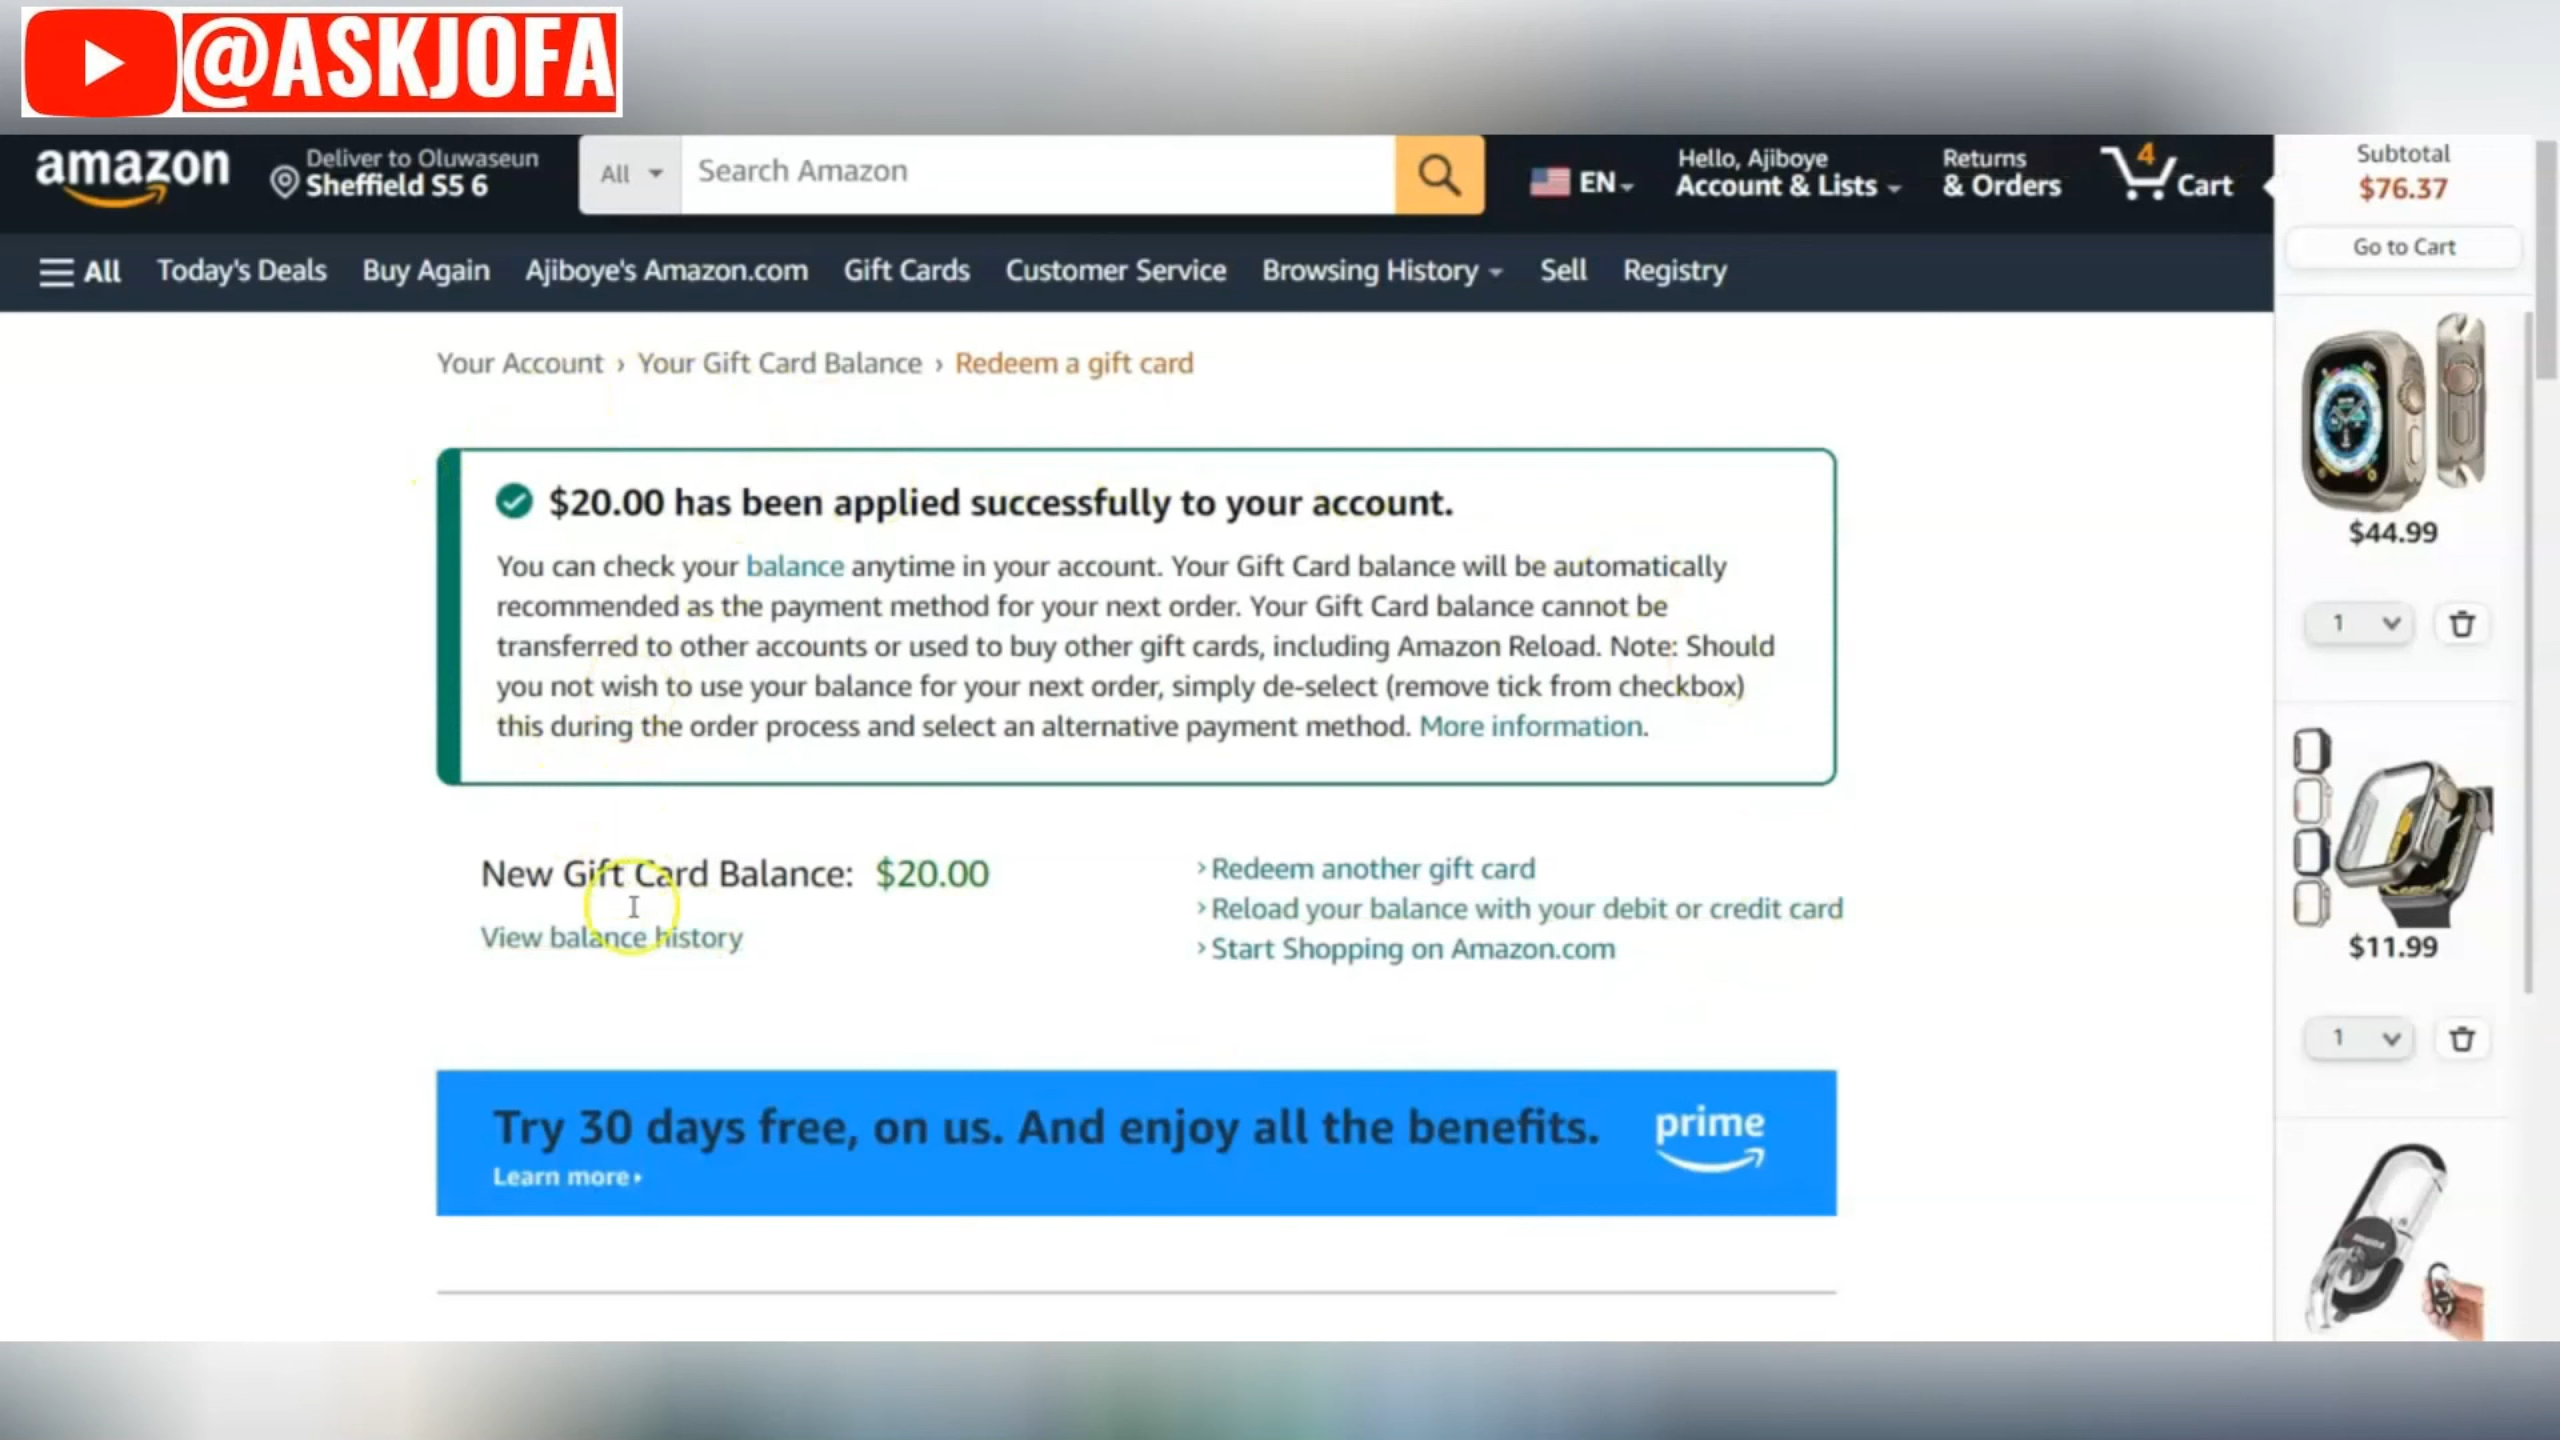 @ASKJOFA
amazon
Deliver to Oluwaseun
Sheffield S5 6
All
Search Amazon
EN
Hello, Ajiboye
Account & Lists
Returns
& Orders
4
Cart
Subtotal
$76.37
Go to Cart
All
Today's Deals
Buy Again
Ajiboye's Amazon.com
Gift Cards
Customer Service
Browsing History
Sell
Registry
Your Account › Your Gift Card Balance › Redeem a gift card
$20.00 has been applied successfully to your account.
You can check your balance anytime in your account. Your Gift Card balance will be automatically
recommended as the payment method for your next order. Your Gift Card balance cannot be
transferred to other accounts or used to buy other gift cards, including Amazon Reload. Note: Should
you not wish to use your balance for your next order, simply de-select (remove tick from checkbox)
this during the order process and select an alternative payment method. More information.
New Gift Card Balance: $20.00
View balance history
› Redeem another gift card
› Reload your balance with your debit or credit card
› Start Shopping on Amazon.com
$44.99
1
$11.99
1
Try 30 days free, on us. And enjoy all the benefits.
Learn more
prime